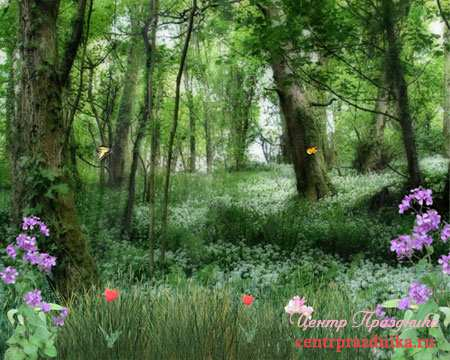 Центр Праздника
centrprazdnika.ru